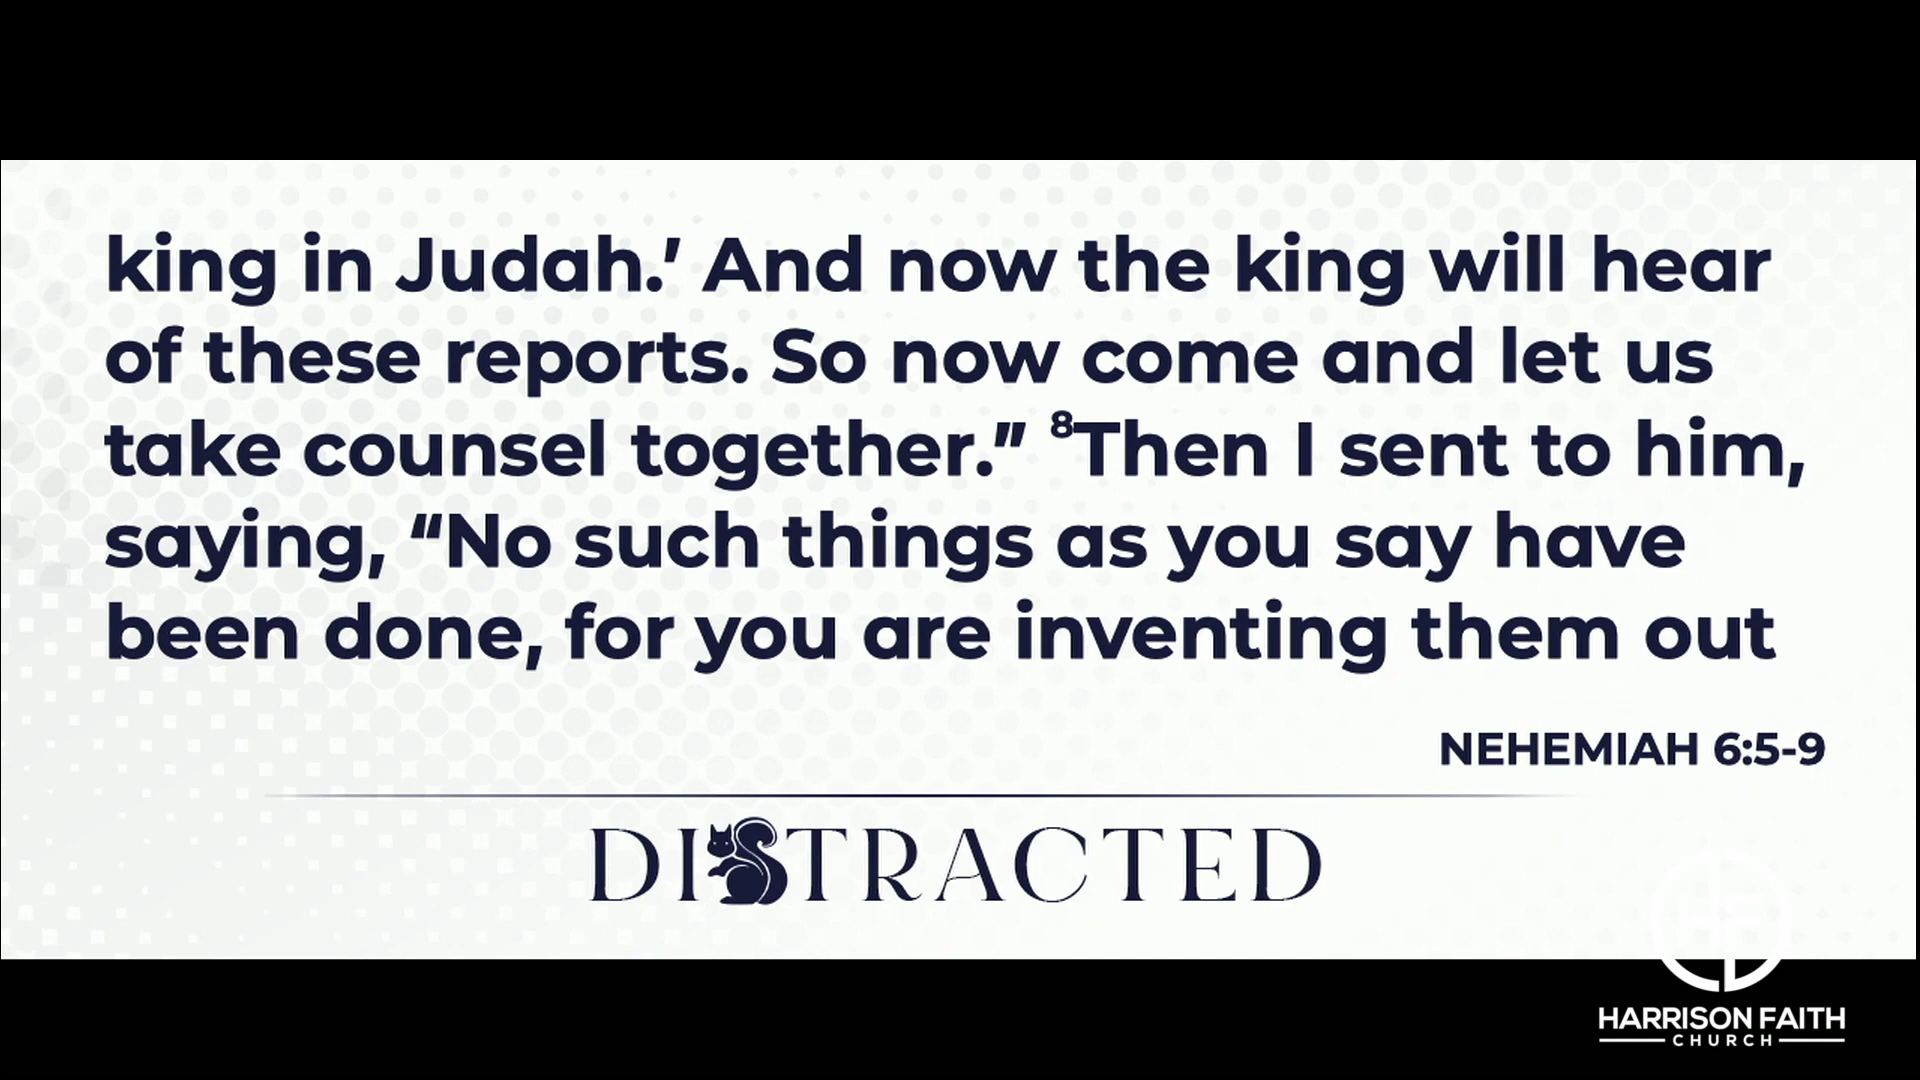 king in Judah.’ And now the king will hear
of these reports. So now come and let us
take counsel together.” ⁸Then I sent to him,
saying, “No such things as you say have
been done, for you are inventing them out
NEHEMIAH 6:5-9
DISTRACTED
HARRISON FAITH
CHURCH